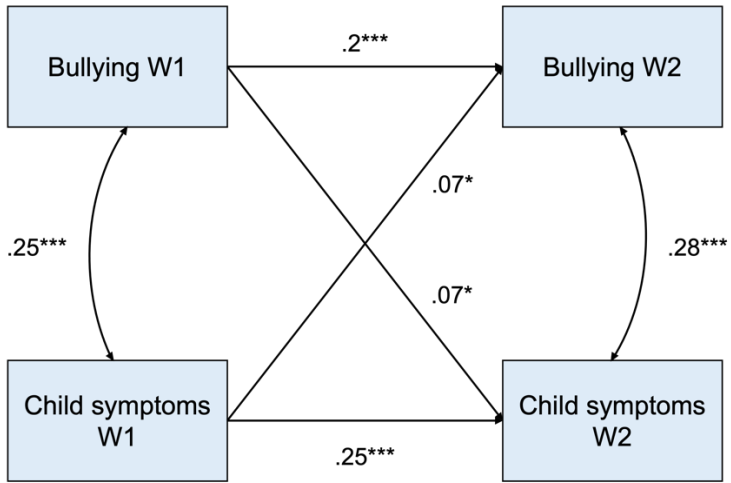 Bullying W1
.2***
Bullying W2
.07*
.25***
.28***
.07*
Child symptoms
W1
Child symptoms
W2
.25***